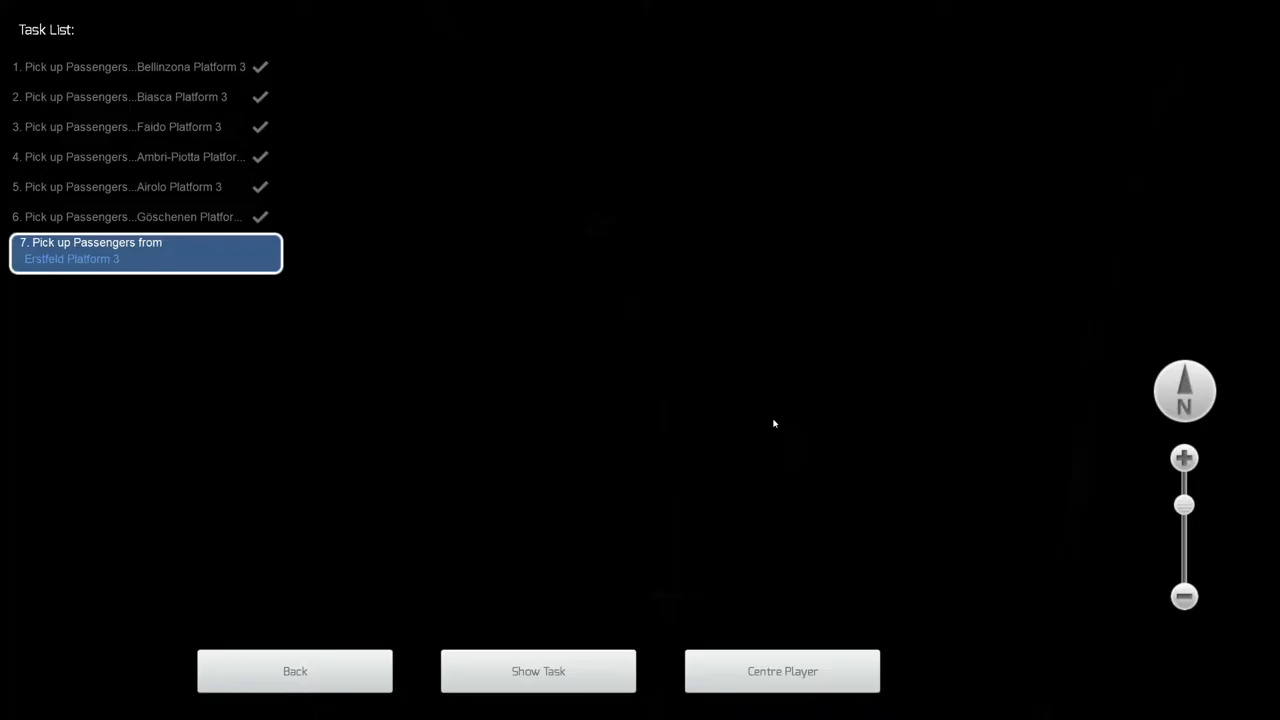 Task List:
1. Pick up Passengers...Bellinzona Platform 3
2. Pick up Passengers...Biasca Platform 3
3. Pick up Passengers...Faido Platform 3
4. Pick up Passengers...Ambri-Piotta Platfor...
5. Pick up Passengers...Airolo Platform 3
6. Pick up Passengers...Göschenen Platfor...
7. Pick up Passengers from
Erstfeld Platform 3
N
Back
Show Task
Centre Player